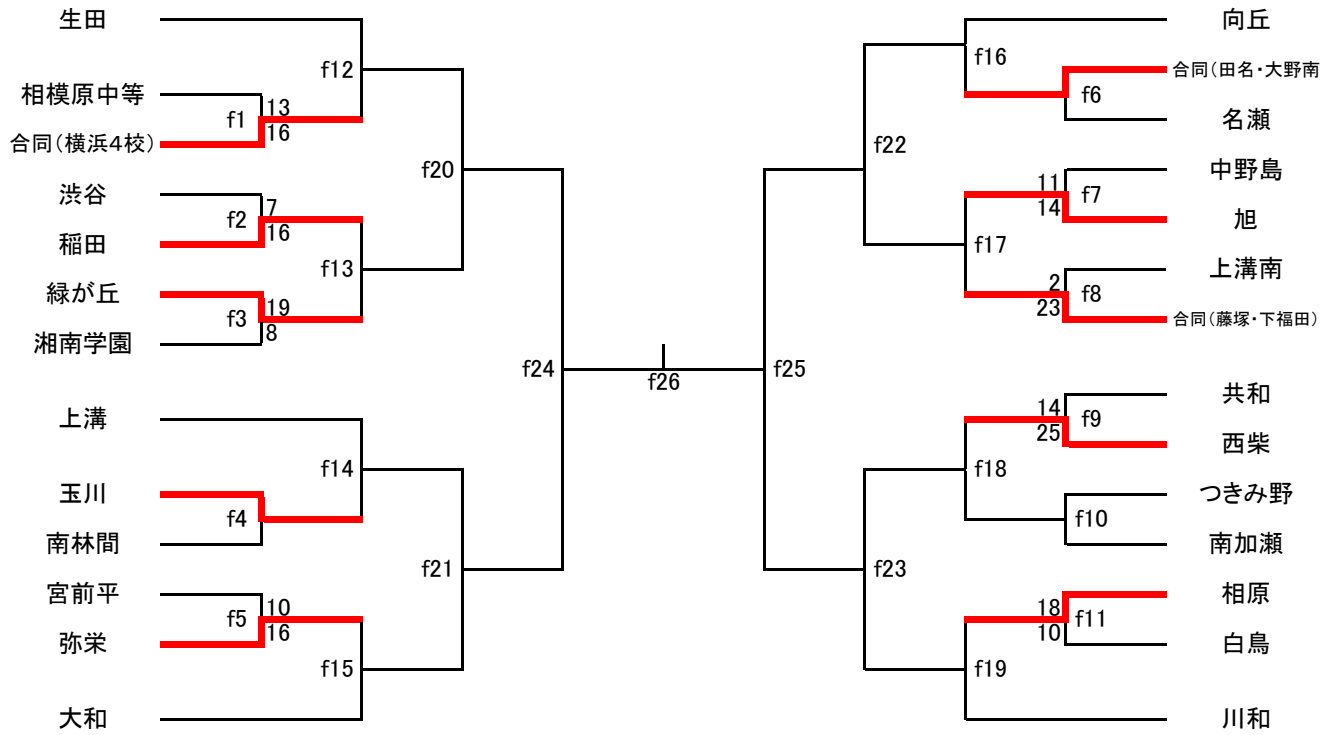 生田
f12
相模原中等
f1
13
16
合同(横浜4校)
f20
渋谷
f2
7
16
稲田
f13
緑が丘
f3
19
8
湘南学園
f24
上溝
f14
玉川
f4
南林間
f21
宮前平
f5
10
16
弥栄
f15
大和
f26
向丘
f16
合同(田名・大野南
f6
名瀬
f22
中野島
11
14
f7
旭
f17
上溝南
2
23
f8
合同(藤塚・下福田)
f25
共和
14
25
f9
西柴
f18
つきみ野
f10
南加瀬
f23
相原
18
10
f11
白鳥
f19
川和